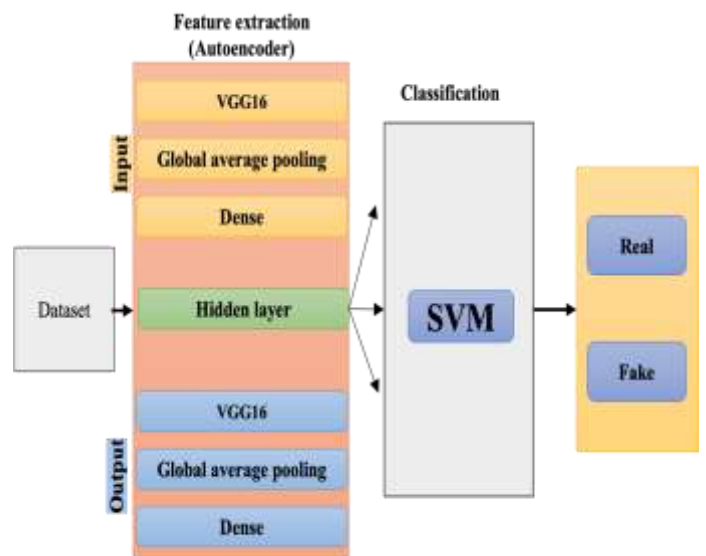 Feature extraction
(Autoencoder)
VGG16
Global average pooling
Dense
Input
Dataset
Hidden layer
VGG16
Global average pooling
Dense
Output
Classification
SVM
Real
Fake